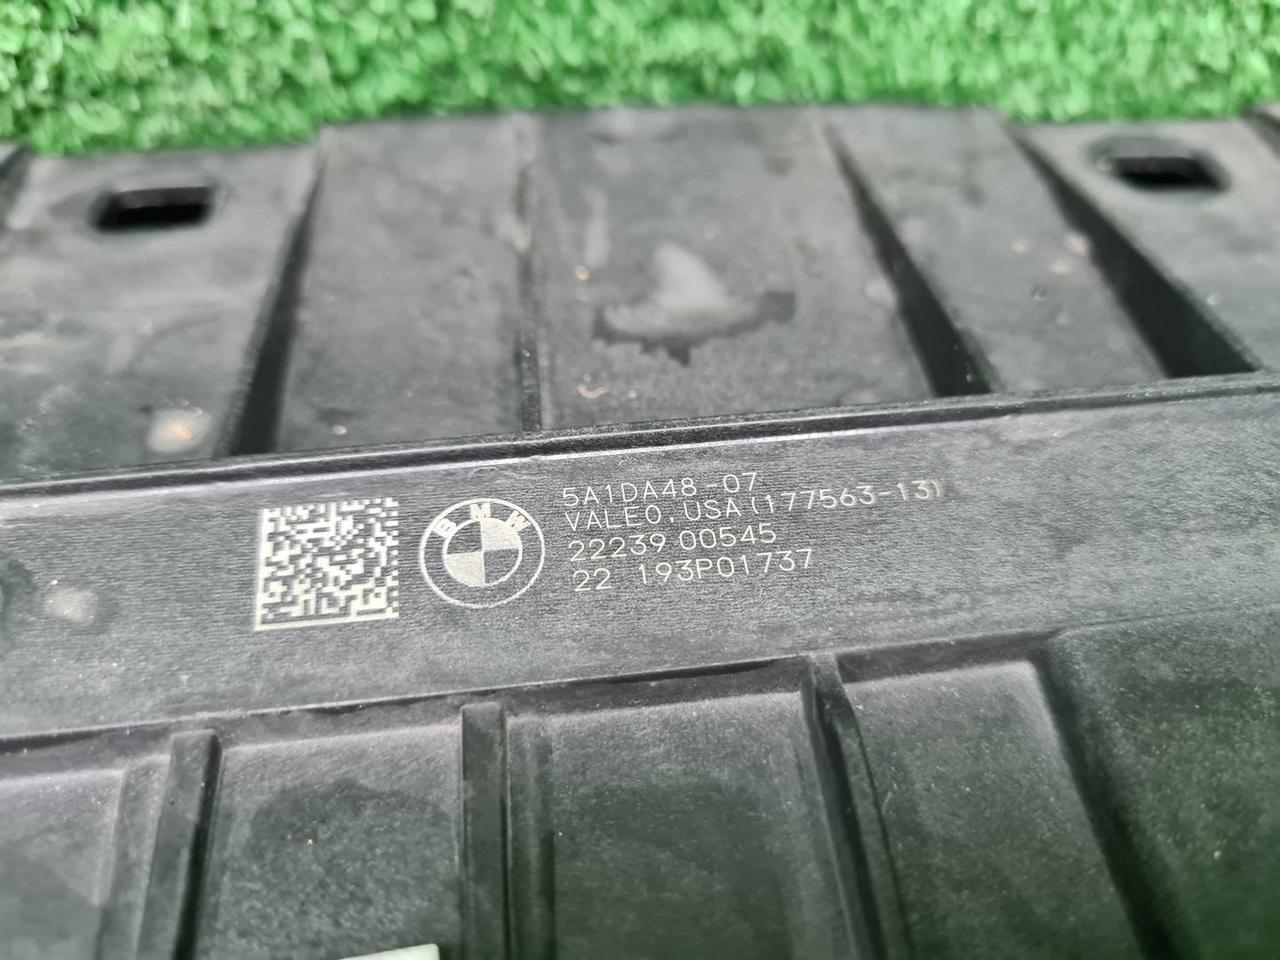 BMW
5A1DA48-07
VALEO.USA(177563-13)
22239 00545
22 193P01737